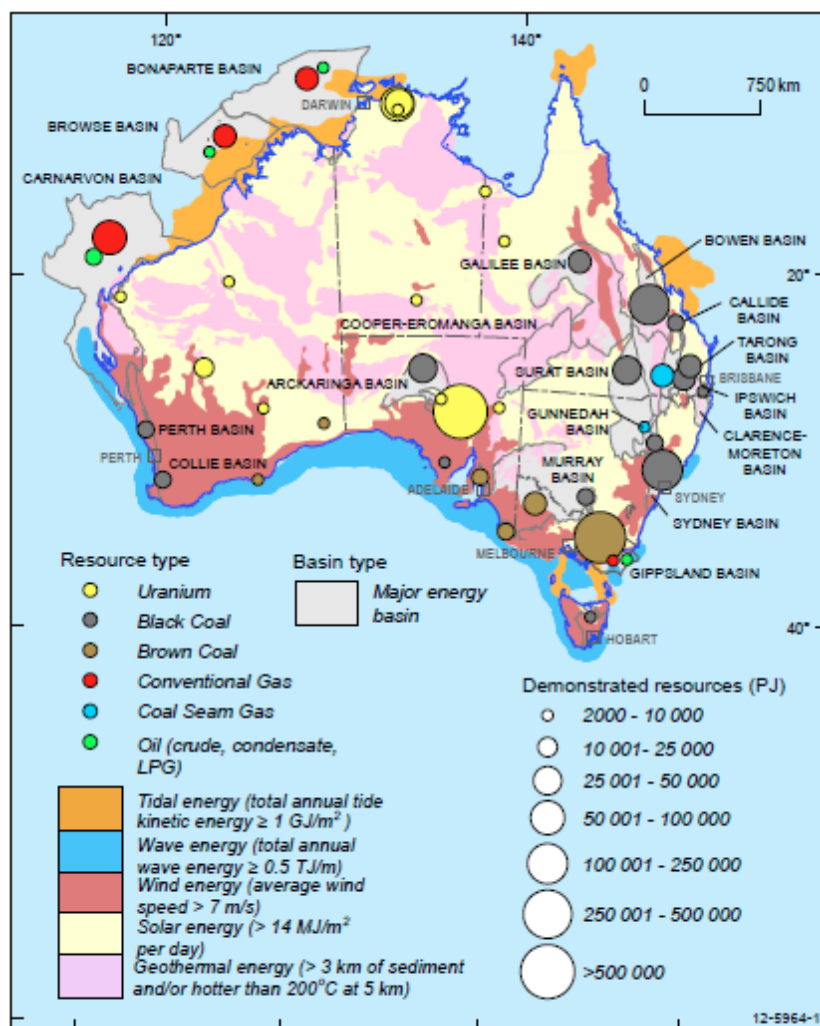 120°
140°
BONAPARTE BASIN
0
750 km
DARWIN
BROWSE BASIN
CARNARVON BASIN
BOWEN BASIN
GALILEE BASIN
20°
CALLIDE
BASIN
COOPER-EROMANGA BASIN
TARONG
BASIN
ARCKARINGA
BASIN
SURAT BASIN
BRISBANE
IPSWICH
BASIN
GUNNEDAH
BASIN
CLARENCE-
MORETON
BASIN
PERTH BASIN
PERTH
COLLIE BASIN
MURRAY
BASIN
ADELAIDE
SYDNEY
SYDNEY BASIN
MELBOURNE
GIPPSLAND BASIN
40°
HOBART
Resource type
Uranium
Black Coal
Brown Coal
Conventional Gas
Coal Seam Gas
Oil (crude, condensate,
LPG)
Basin type
Major energy
basin
Demonstrated resources (PJ)
2000 - 10 000
10 001- 25 000
25 001 - 50 000
50 001 - 100 000
100 001 - 250 000
250 001 - 500 000
>500 000
Tidal energy (total annual tide
kinetic energy ≥ 1 GJ/m² )
Wave energy (total annual
wave energy ≥ 0.5 TJ/m)
Wind energy (average wind
speed > 7 m/s)
Solar energy (> 14 MJ/m²
per day)
Geothermal energy (> 3 km of sediment
and/or hotter than 200°C at 5 km)
12-5964-1